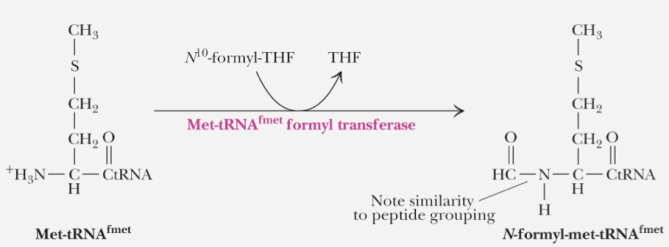 CH₃
S
CH₂
CH₂ O
⁺H₃N—C—CtRNA
H
Met-tRNAᶠᵐᵉᵗ
N¹⁰-formyl-THF THF
Met-tRNAᶠᵐᵉᵗ formyl transferase
CH₃
S
CH₂
O CH₂ O
HC—N—C—CtRNA
H H
Note similarity
to peptide grouping
N-formyl-met-tRNAᶠᵐᵉᵗ